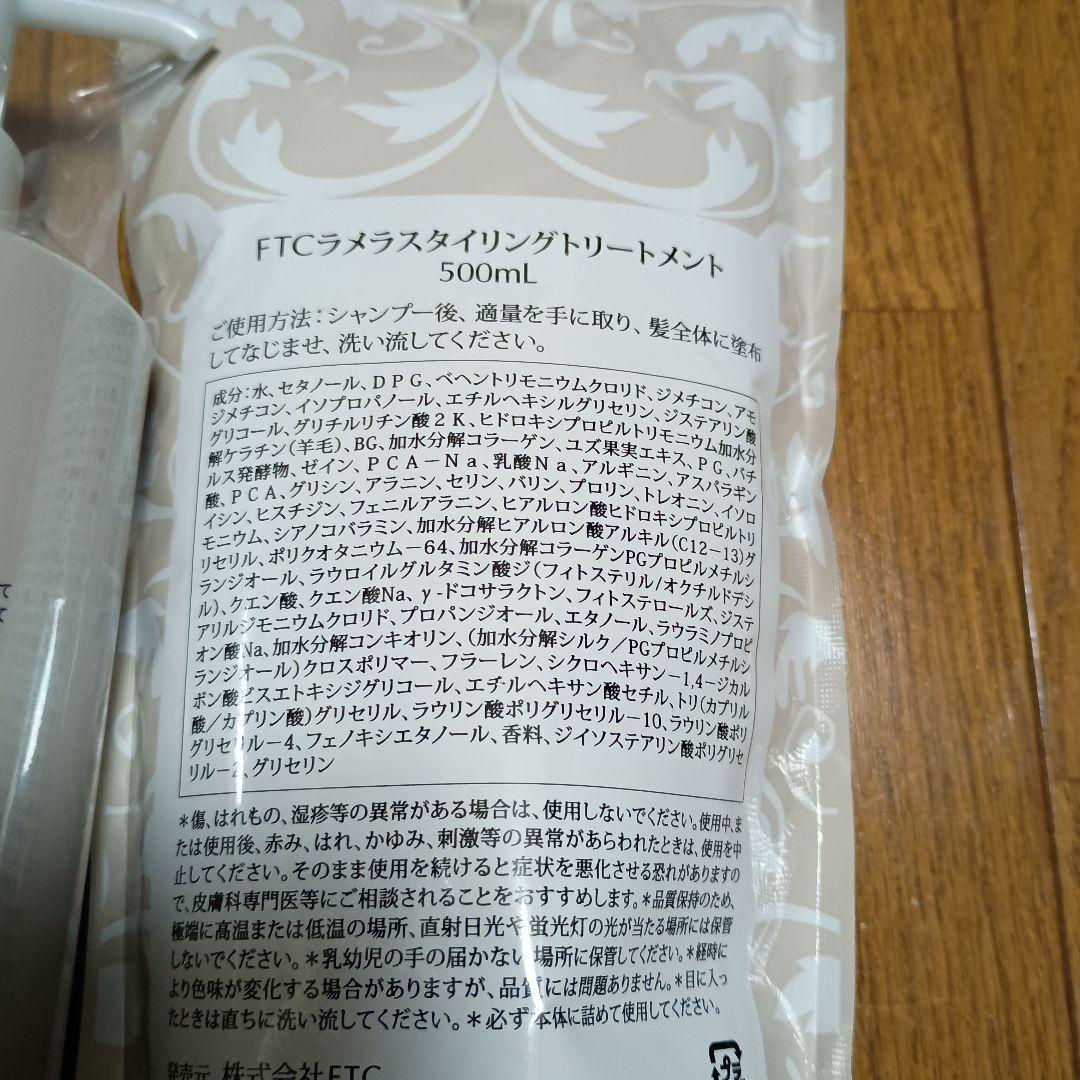 FTCラメラスタイリングトリートメント
500mL
ご使用方法：シャンプー後、適量を手に取り、髪全体に塗布
してなじませ、洗い流してください。
成分：水、セタノール、DPG、ベヘントリモニウムクロリド、ジメチコン、アモ
ジメチコン、イソプロパノール、エチルヘキシルグリセリン、ジステアリン酸
グリコール、グリチルリチン酸2K、ヒドロキシプロピルトリモニウム加水分
解ケラチン（羊毛）、BG、加水分解コラーゲン、ユズ果実エキス、PG、バチ
ルス発酵物、ゼイン、PCA－Na、乳酸Na、アルギニン、アスパラギン
酸、PCA、グリシン、アラニン、セリン、バリン、プロリン、トレオニン、イソロ
イシン、ヒスチジン、フェニルアラニン、ヒアルロン酸ヒドロキシプロピルトリ
モニウム、シアノコバラミン、加水分解ヒアルロン酸アルキル（C12－13）グ
リセリル、ポリクオタニウム－64、加水分解コラーゲンPGプロピルメチルシ
ランジオール、ラウロイルグルタミン酸ジ（フィトステリル/オクチルドデシ
ル）、クエン酸、クエン酸Na、γ-ドコサラクトン、フィトステロールズ、ジステ
アリルジモニウムクロリド、プロパンジオール、エタノール、ラウラミノプロピ
オン酸Na、加水分解コンキオリン、（加水分解シルク／PGプロピルメチルシ
ランジオール）クロスポリマー、フラーレン、シクロヘキサン－1,4－ジカル
ボン酸ビスエトキシジグリコール、エチルヘキサン酸セチル、トリ（カプリル
酸／カプリン酸）グリセリル、ラウリン酸ポリグリセリル－10、ラウリン酸ポリ
グリセリル－4、フェノキシエタノール、香料、ジイソステアリン酸ポリグリセ
リル－2、グリセリン
＊傷、はれもの、湿疹等の異常がある場合は、使用しないでください。使用中、ま
たは使用後、赤み、はれ、かゆみ、刺激等の異常があらわれたときは、使用を中
止してください。そのまま使用を続けると症状を悪化させる恐れがありますの
で、皮膚科専門医等にご相談されることをおすすめします。＊品質保持のため、
極端に高温または低温の場所、直射日光や蛍光灯の光が当たる場所には保管
しないでください。＊乳幼児の手の届かない場所に保管してください。＊経時に
より色味が変化する場合がありますが、品質には問題ありません。＊目に入っ
たときは直ちに洗い流してください。＊必ず本体に詰めて使用してください。
発売元 株式会社FTC
プラ